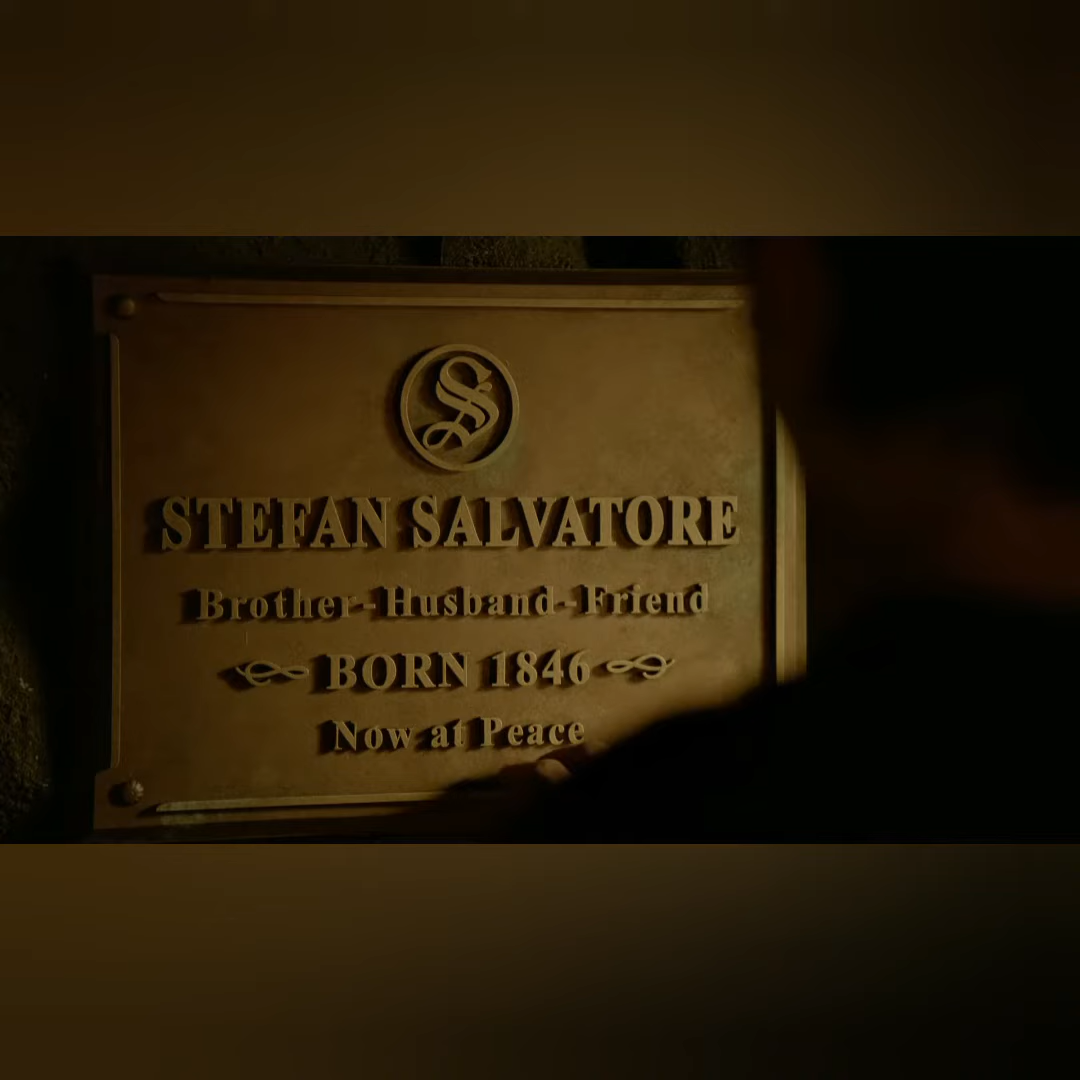 S
STEFAN SALVATORE
Brother-Husband-Friend
BORN 1846
Now at Peace